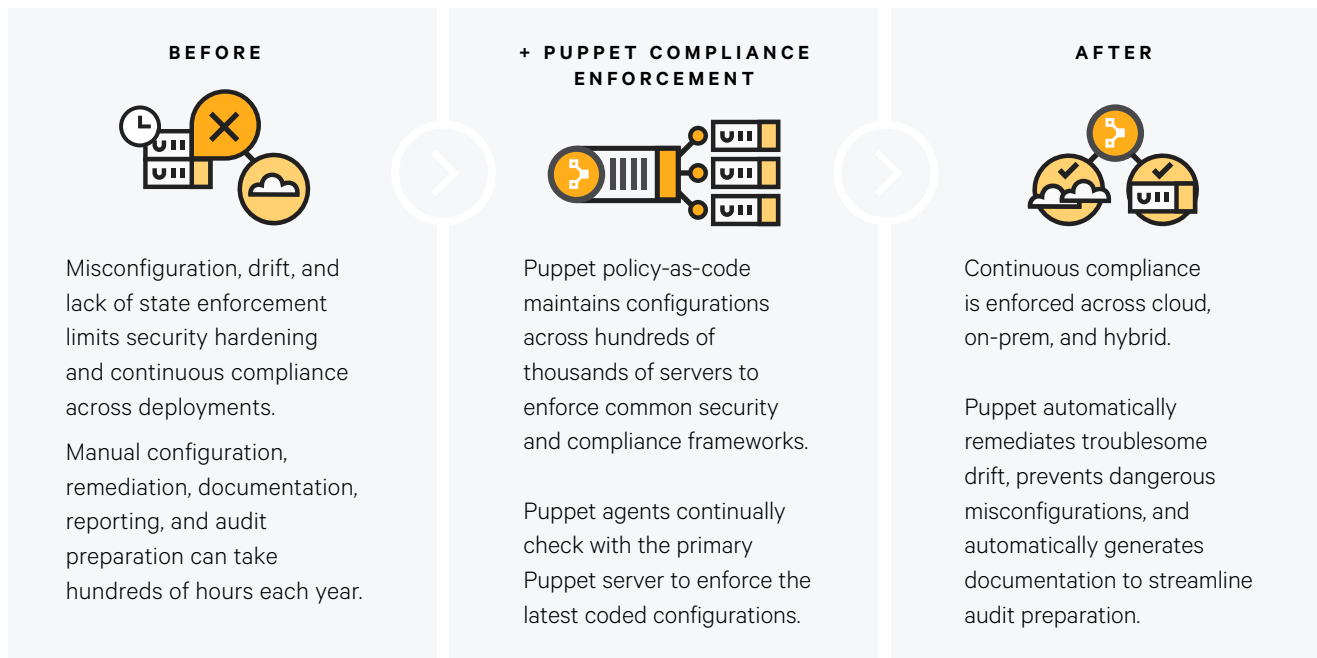 BEFORE
Misconfiguration, drift, and
lack of state enforcement
limits security hardening
and continuous compliance
across deployments.
Manual configuration,
remediation, documentation,
reporting, and audit
preparation can take
hundreds of hours each year.
+ PUPPET COMPLIANCE
ENFORCEMENT
Puppet policy-as-code
maintains configurations
across hundreds of
thousands of servers to
enforce common security
and compliance frameworks.
Puppet agents continually
check with the primary
Puppet server to enforce the
latest coded configurations.
AFTER
Continuous compliance
is enforced across cloud,
on-prem, and hybrid.
Puppet automatically
remediates troublesome
drift, prevents dangerous
misconfigurations, and
automatically generates
documentation to streamline
audit preparation.